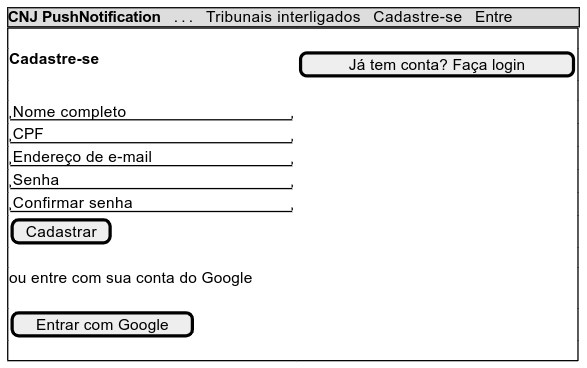 CNJ PushNotification ... Tribunais interligados Cadastre-se Entre
Cadastre-se
Já tem conta? Faça login
Nome completo
CPF
Endereço de e-mail
Senha
Confirmar senha
Cadastrar
ou entre com sua conta do Google
Entrar com Google